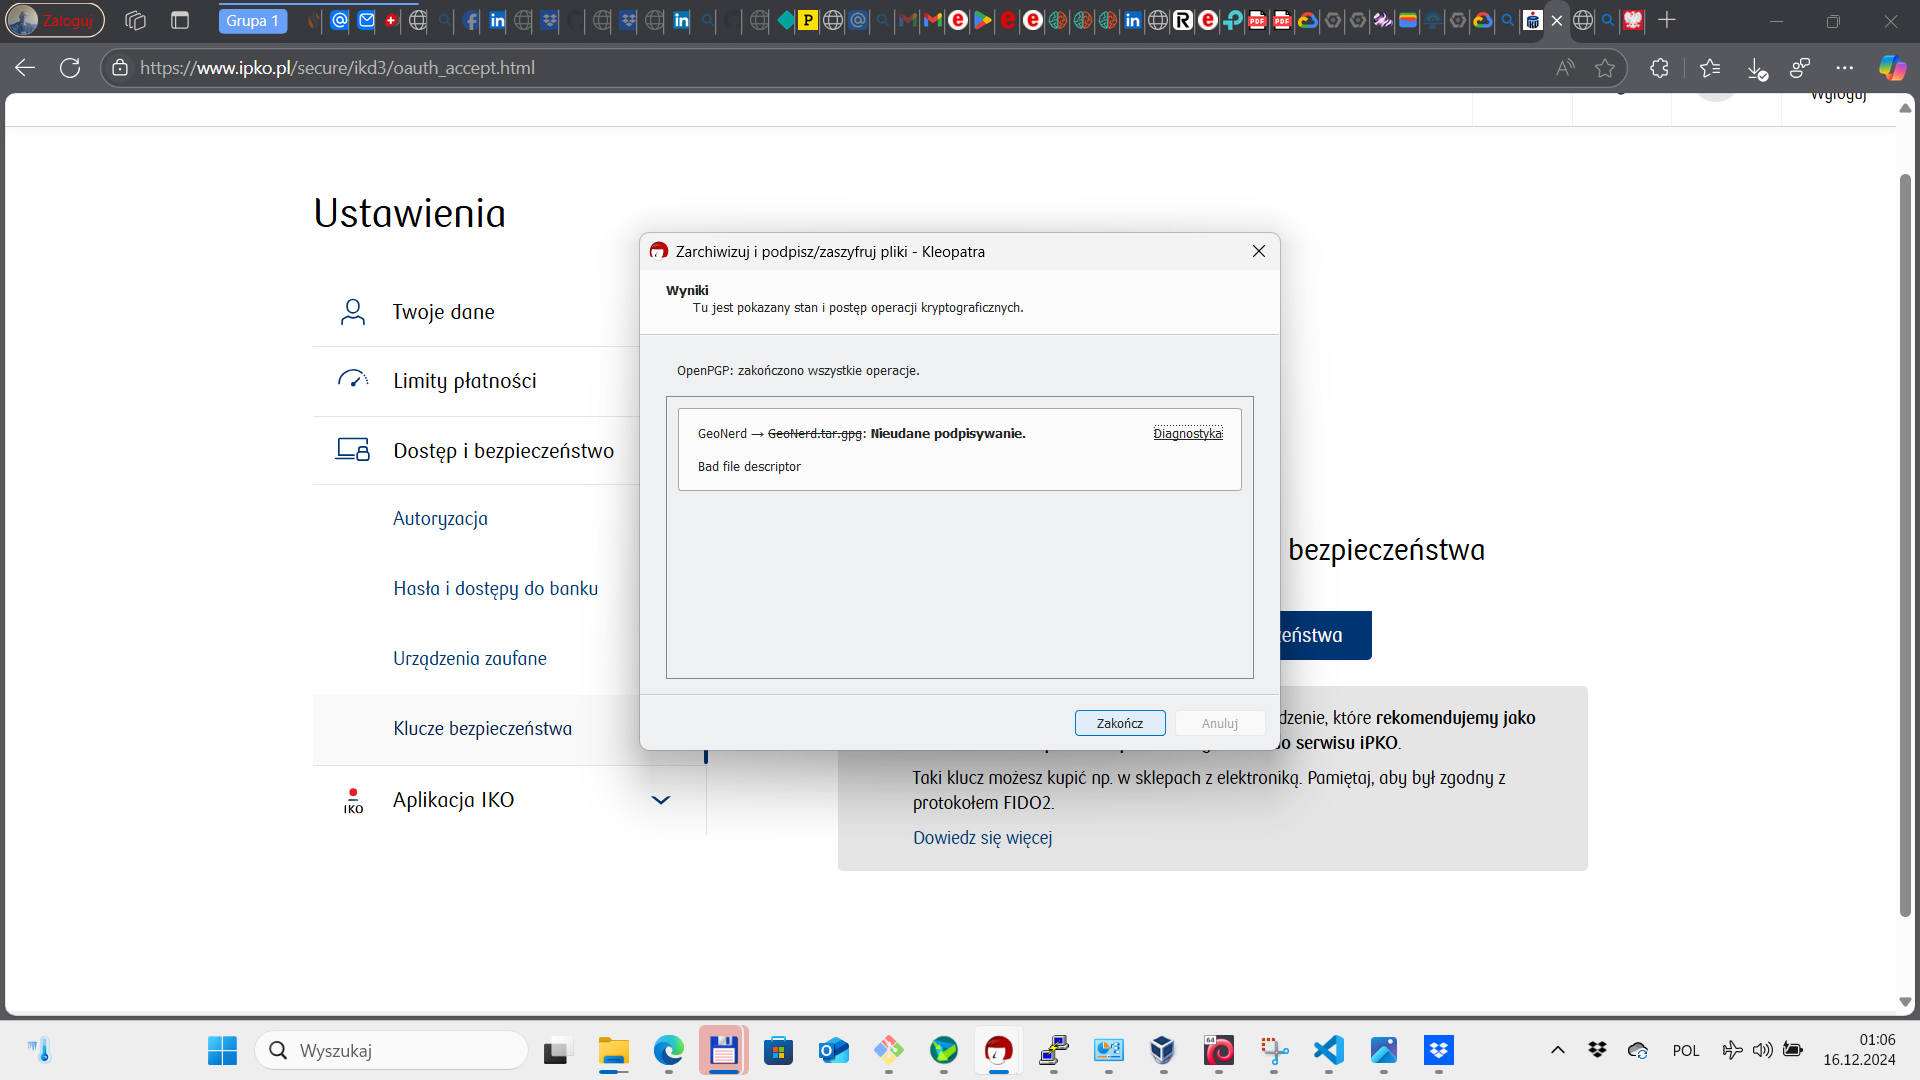 Zaloguj
Grupa 1
https://www.ipko.pl/secure/ikd3/oauth_accept.html
Wyloguj
Ustawienia
Twoje dane
Limity płatności
Dostęp i bezpieczeństwo
Autoryzacja
Hasła i dostępy do banku
Urządzenia zaufane
Klucze bezpieczeństwa
IKO Aplikacja IKO
Zarchiwizuj i podpisz/zaszyfruj pliki - Kleopatra
Wyniki
Tu jest pokazany stan i postęp operacji kryptograficznych.
OpenPGP: zakończono wszystkie operacje.
GeoNerd → GeoNerd.tar.gpg: Nieudane podpisywanie. Diagnostyka
Bad file descriptor
Zakończ Anuluj
bezpieczeństwa
eństwa
dzenie, które rekomendujemy jako
o serwisu iPKO.
Taki klucz możesz kupić np. w sklepach z elektroniką. Pamiętaj, aby był zgodny z
protokołem FIDO2.
Dowiedz się więcej
Wyszukaj
POL
01:06
16.12.2024